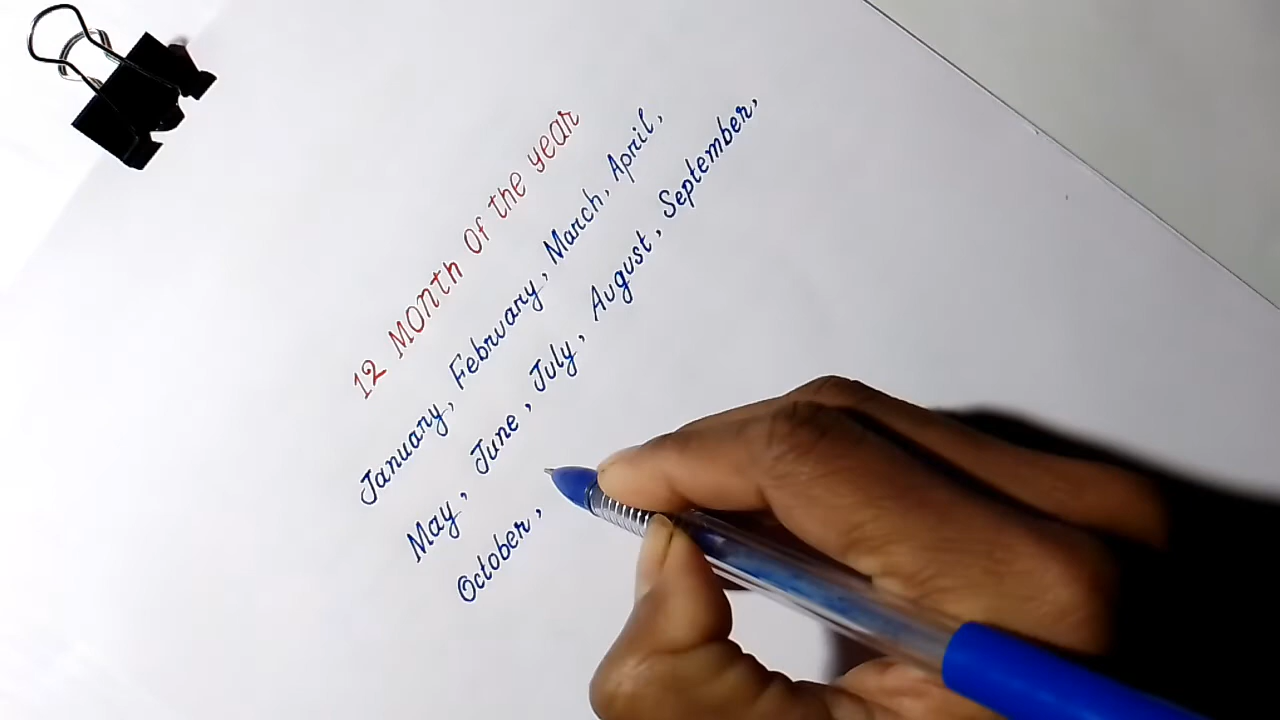 12 Month Of the year
January, February, March, April,
May, June, July, August, September,
October,